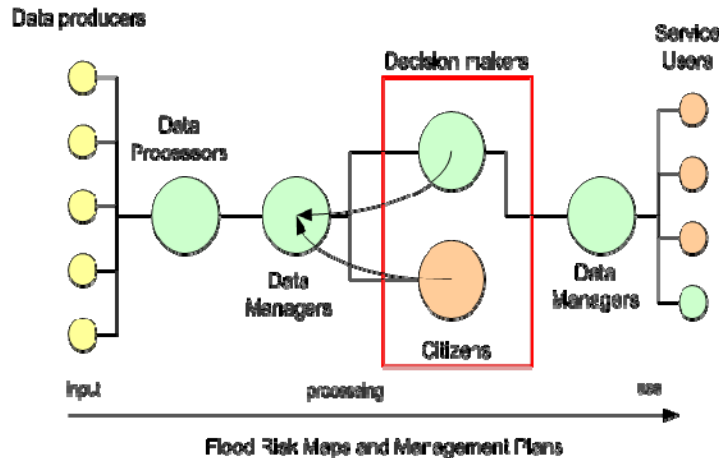 Data producers
Service
Users
Decision makers
Data
Processors
Data
Managers
Data
Managers
Citizens
input
processing
use
Flood Risk Maps and Management Plans